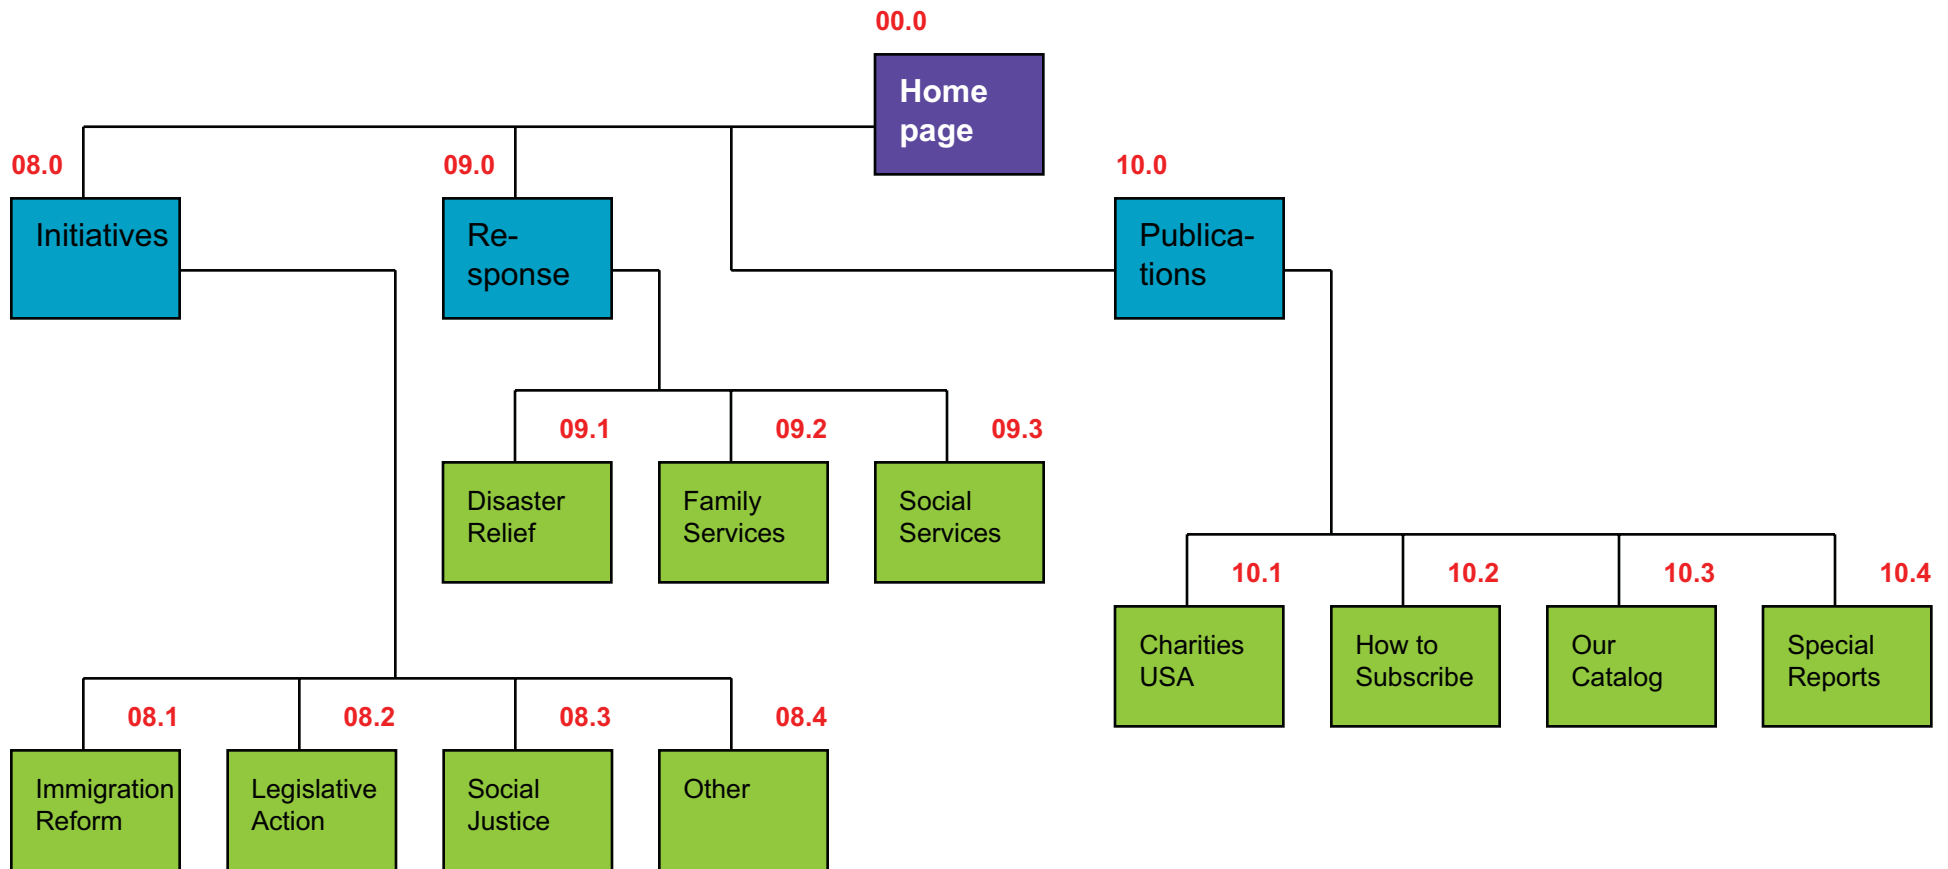 00.0
Home
page
08.0
09.0
10.0
Initiatives
Re-
sponse
Publica-
tions
09.1
09.2
09.3
Disaster
Relief
Family
Services
Social
Services
10.1
10.2
10.3
10.4
Charities
USA
How to
Subscribe
Our
Catalog
Special
Reports
08.1
08.2
08.3
08.4
Immigration
Reform
Legislative
Action
Social
Justice
Other